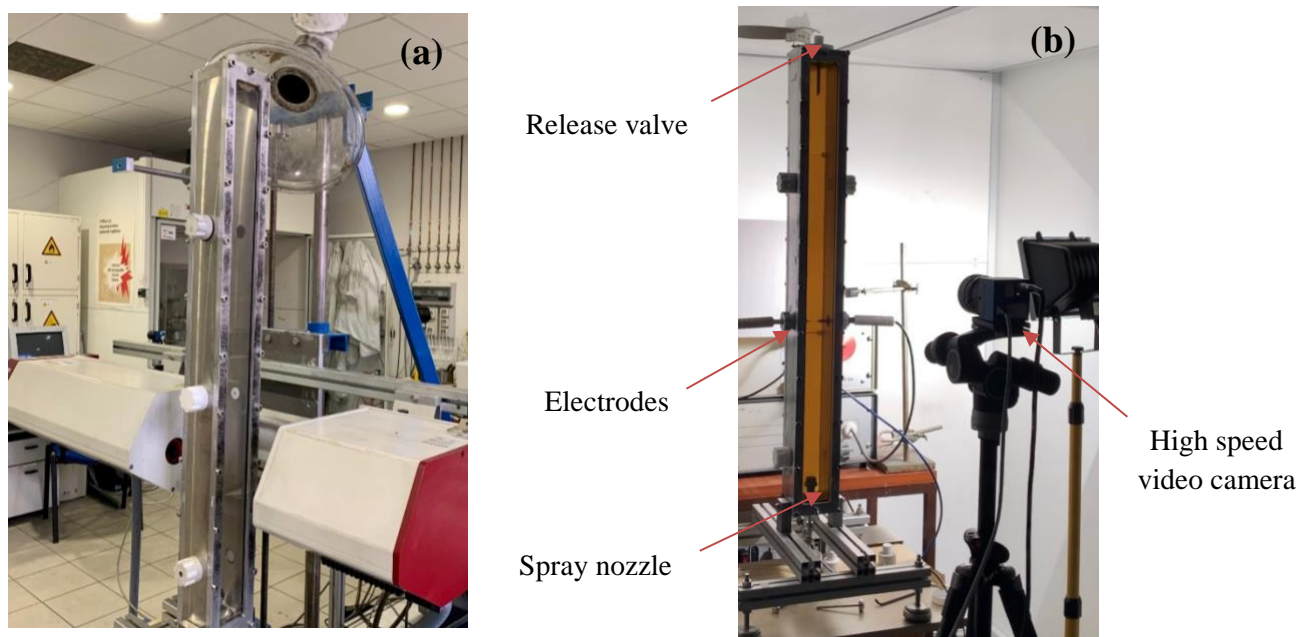 (a)
(b)
Release valve
Electrodes
High speed
video camera
Spray nozzle